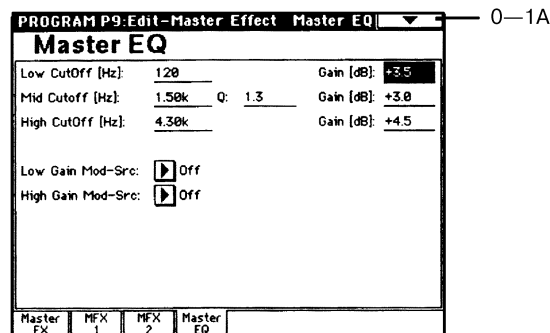 PROGRAM P9:Edit-Master Effect Master EQ 0—1A
Master EQ
Low CutOff [Hz]: 120 Gain [dB]: +3.5
Mid Cutoff [Hz]: 1.50k Q: 1.3 Gain [dB]: +3.0
High CutOff [Hz]: 4.30k Gain [dB]: +4.5
Low Gain Mod-Src: Off
High Gain Mod-Src: Off
Master MFX MFX Master
FX 1 2 EQ